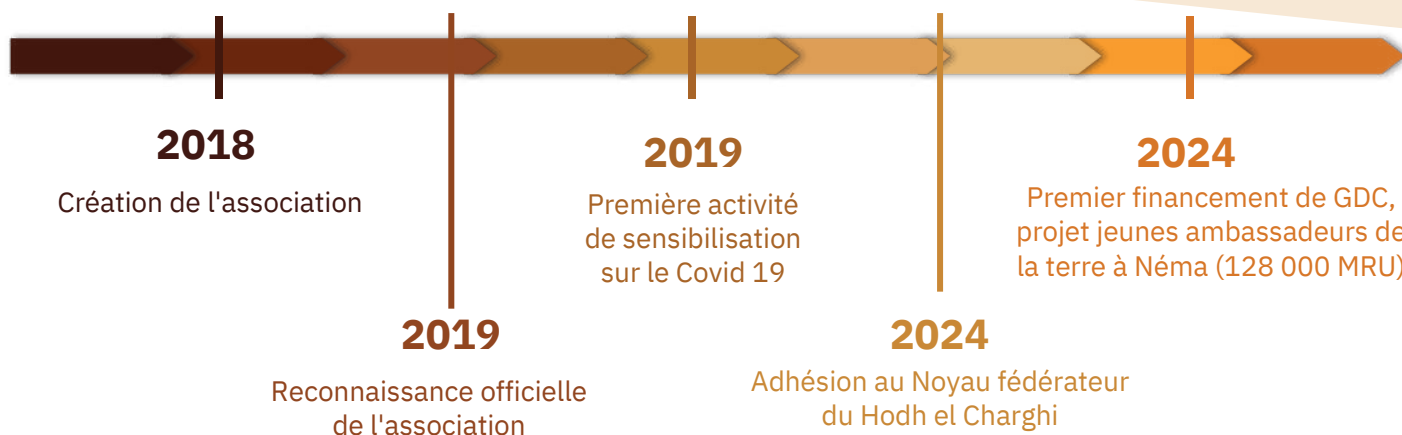 2018
Création de l'association
2019
Reconnaissance officielle
de l'association
2019
Première activité
de sensibilisation
sur le Covid 19
2024
Adhésion au Noyau fédérateur
du Hodh el Charghi
2024
Premier financement de GDC,
projet jeunes ambassadeurs de
la terre à Néma (128 000 MRU)